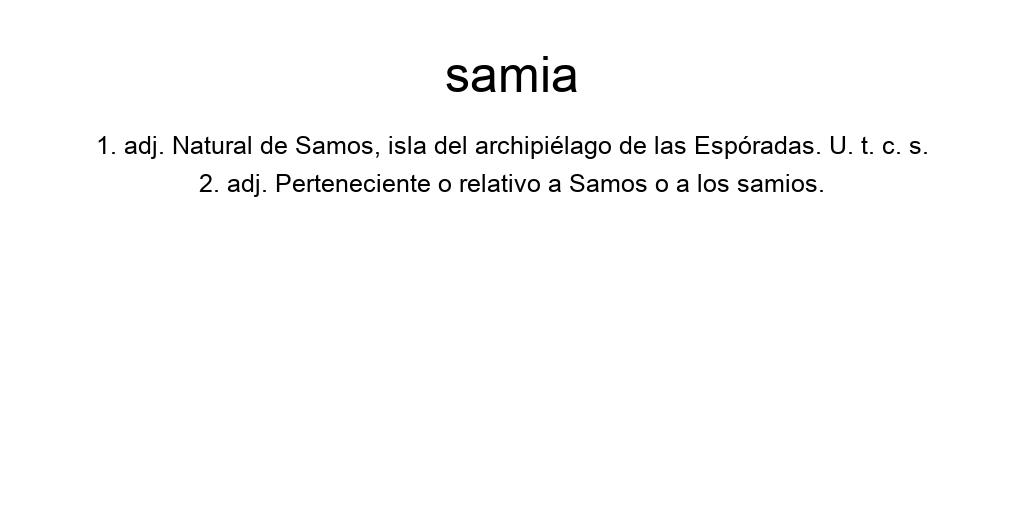 samia
1. adj. Natural de Samos, isla del archipiélago de las Espóradas. U. t. c. s.
2. adj. Perteneciente o relativo a Samos o a los samios.